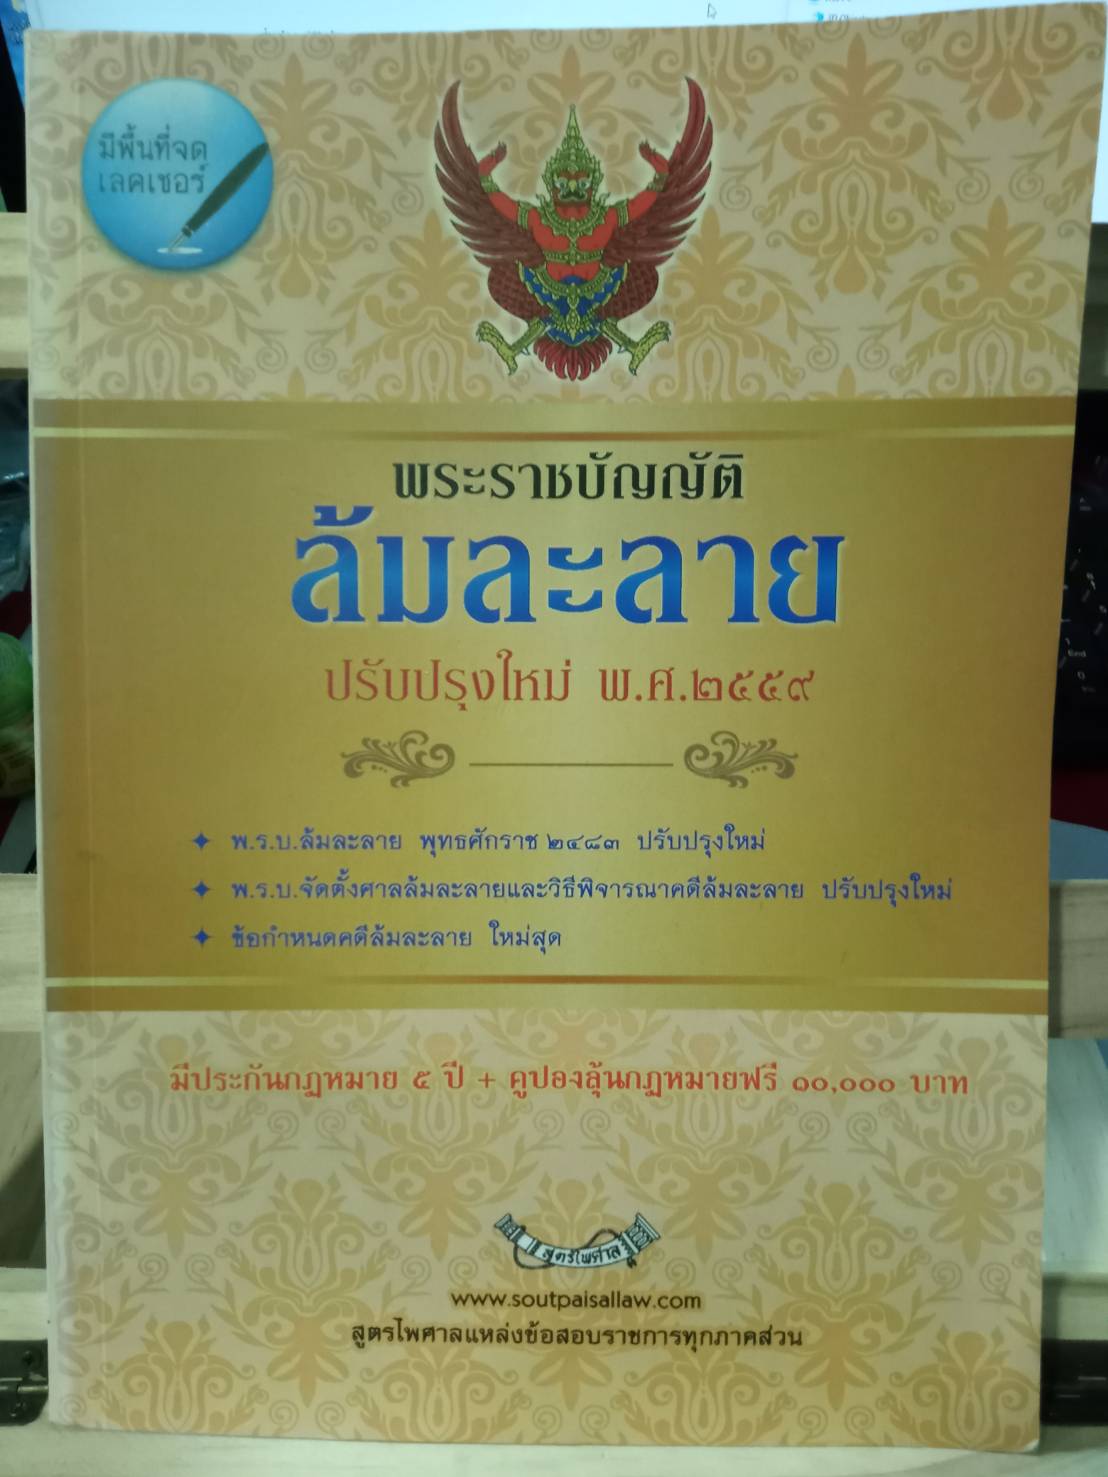 มีพื้นที่จด
เลคเชอร์
พระราชบัญญัติ
ล้มละลาย
ปรับปรุงใหม่ พ.ศ.๒๕๕๙
พ.ร.บ.ล้มละลาย พุทธศักราช ๒๔๘๓ ปรับปรุงใหม่
พ.ร.บ.จัดตั้งศาลล้มละลายและวิธีพิจารณาคดีล้มละลาย ปรับปรุงใหม่
ข้อกำหนดคดีล้มละลาย ใหม่สุด
มีประกันกฎหมาย ๕ ปี + คูปองลุ้นกฎหมายฟรี ๑๐,๐๐๐ บาท
สูตรไพศาล
www.soutpaisallaw.com
สูตรไพศาลแหล่งข้อสอบราชการทุกภาคส่วน
End